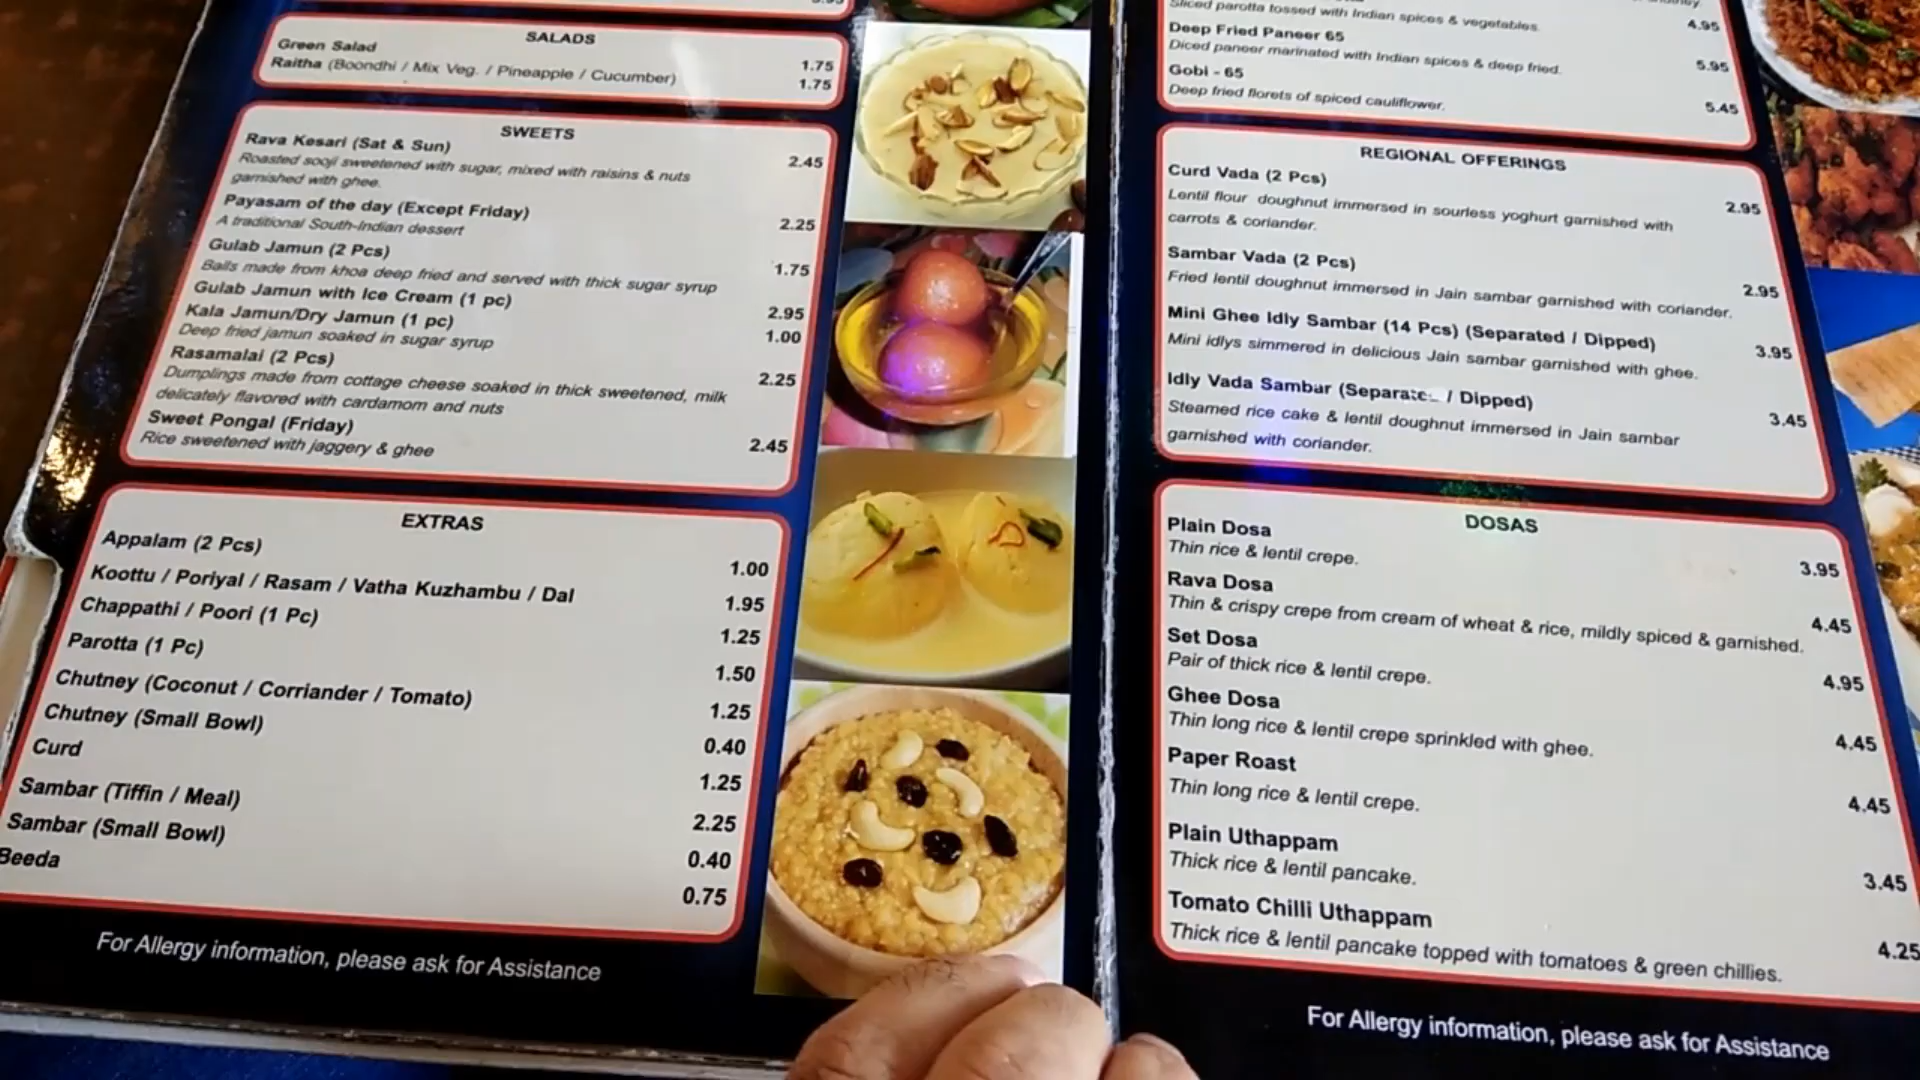 3.95
SALADS
Green Salad 1.75
Raitha (Boondhi / Mix Veg. / Pineapple / Cucumber) 1.75
SWEETS
Rava Kesari (Sat & Sun) 2.45
Roasted sooji sweetened with sugar, mixed with raisins & nuts
garnished with ghee.
Payasam of the day (Except Friday) 2.25
A traditional South-Indian dessert
Gulab Jamun (2 Pcs) 1.75
Balls made from khoa deep fried and served with thick sugar syrup
Gulab Jamun with Ice Cream (1 pc) 2.95
Kala Jamun/Dry Jamun (1 pc) 1.00
Deep fried jamun soaked in sugar syrup
Rasamalai (2 Pcs) 2.25
Dumplings made from cottage cheese soaked in thick sweetened, milk
delicately flavored with cardamom and nuts
Sweet Pongal (Friday) 2.45
Rice sweetened with jaggery & ghee
EXTRAS
Appalam (2 Pcs) 1.00
Koottu / Poriyal / Rasam / Vatha Kuzhambu / Dal 1.95
Chappathi / Poori (1 Pc) 1.25
Parotta (1 Pc) 1.50
Chutney (Coconut / Corriander / Tomato) 1.25
Chutney (Small Bowl) 0.40
Curd 1.25
Sambar (Tiffin / Meal) 2.25
Sambar (Small Bowl) 0.40
Beeda 0.75
For Allergy information, please ask for Assistance
Sliced parotta tossed with Indian spices & vegetables. 4.95
Deep Fried Paneer 65
Diced paneer marinated with Indian spices & deep fried. 5.95
Gobi - 65
Deep fried florets of spiced cauliflower. 5.45
REGIONAL OFFERINGS
Curd Vada (2 Pcs) 2.95
Lentil flour doughnut immersed in sourless yoghurt garnished with
carrots & coriander.
Sambar Vada (2 Pcs) 2.95
Fried lentil doughnut immersed in Jain sambar garnished with coriander.
Mini Ghee Idly Sambar (14 Pcs) (Separated / Dipped) 3.95
Mini idlys simmered in delicious Jain sambar garnished with ghee.
Idly Vada Sambar ( / Dipped) 3.45
Steamed rice cake & lentil doughnut immersed in Jain sambar
garnished with coriander.
DOSAS
Plain Dosa 3.95
Thin rice & lentil crepe.
Rava Dosa 4.45
Thin & crispy crepe from cream of wheat & rice, mildly spiced & garnished.
Set Dosa 4.95
Pair of thick rice & lentil crepe.
Ghee Dosa 4.45
Thin long rice & lentil crepe sprinkled with ghee.
Paper Roast 4.45
Thin long rice & lentil crepe.
Plain Uthappam 3.45
Thick rice & lentil pancake.
Tomato Chilli Uthappam 4.25
Thick rice & lentil pancake topped with tomatoes & green chillies.
For Allergy information, please ask for Assistance